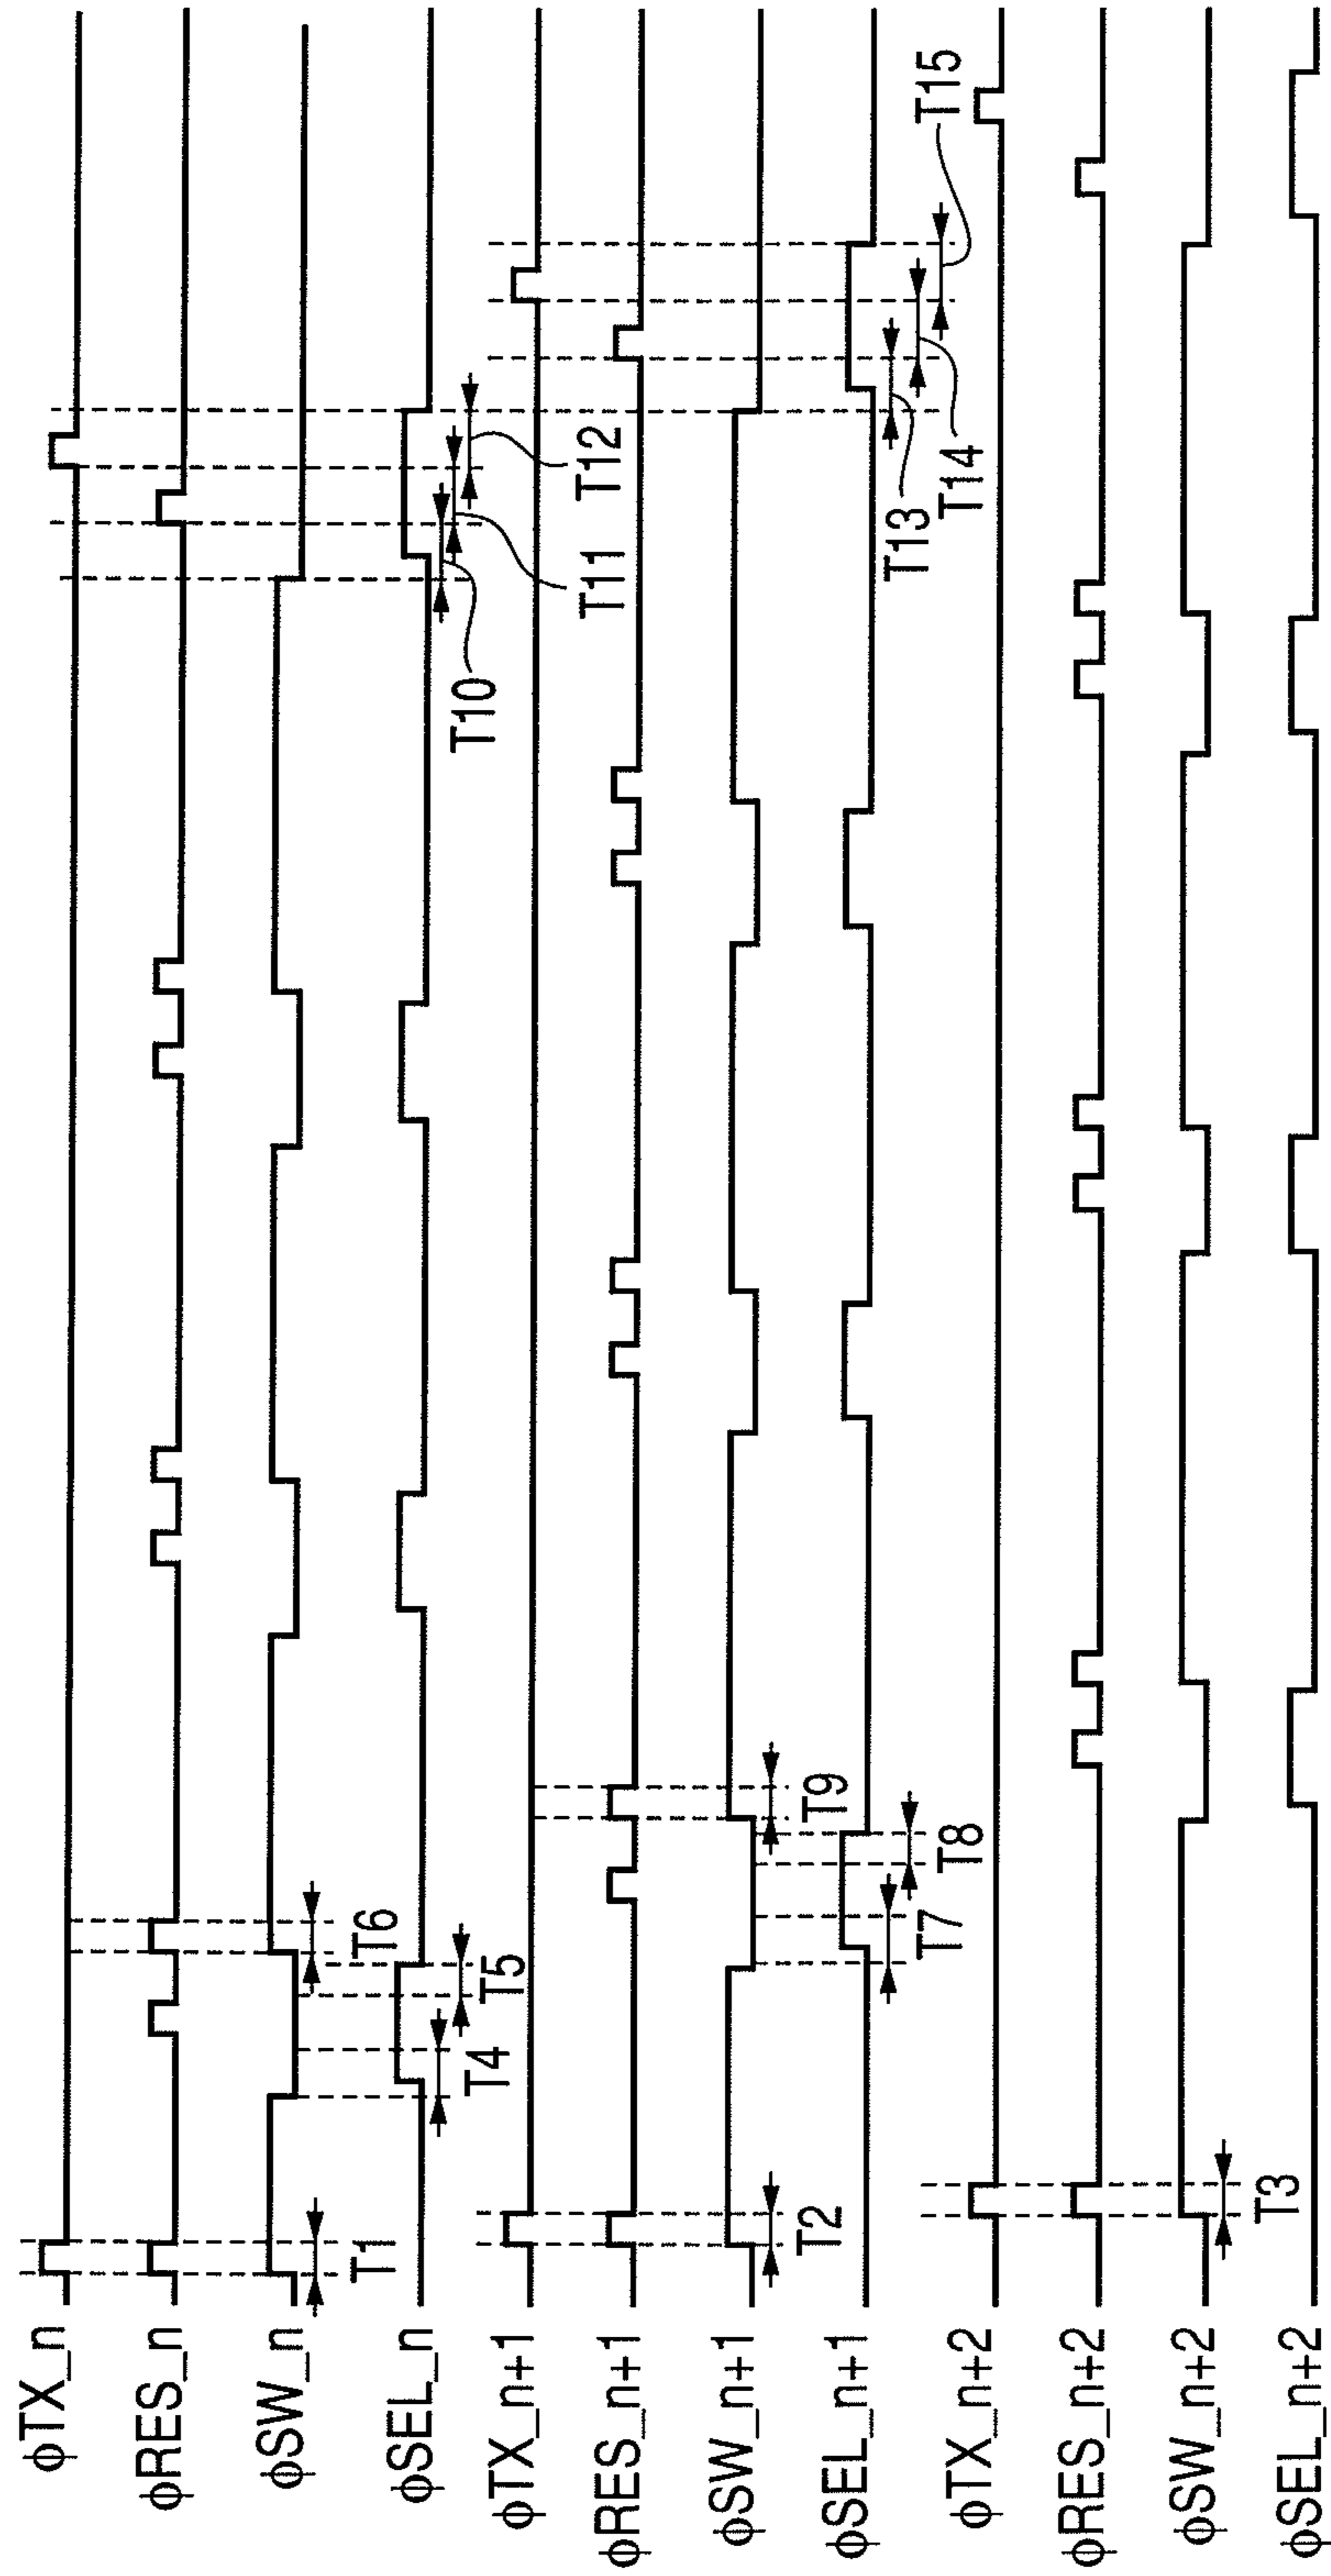 ϕTX_n
ϕRES_n
ϕSW_n
T1
T6
ϕSEL_n
T4
T5
T10
T11
T12
ϕTX_n+1
ϕRES_n+1
ϕSW_n+1
T2
T9
ϕSEL_n+1
T7
T8
T13
T14
T15
ϕTX_n+2
ϕRES_n+2
ϕSW_n+2
T3
ϕSEL_n+2